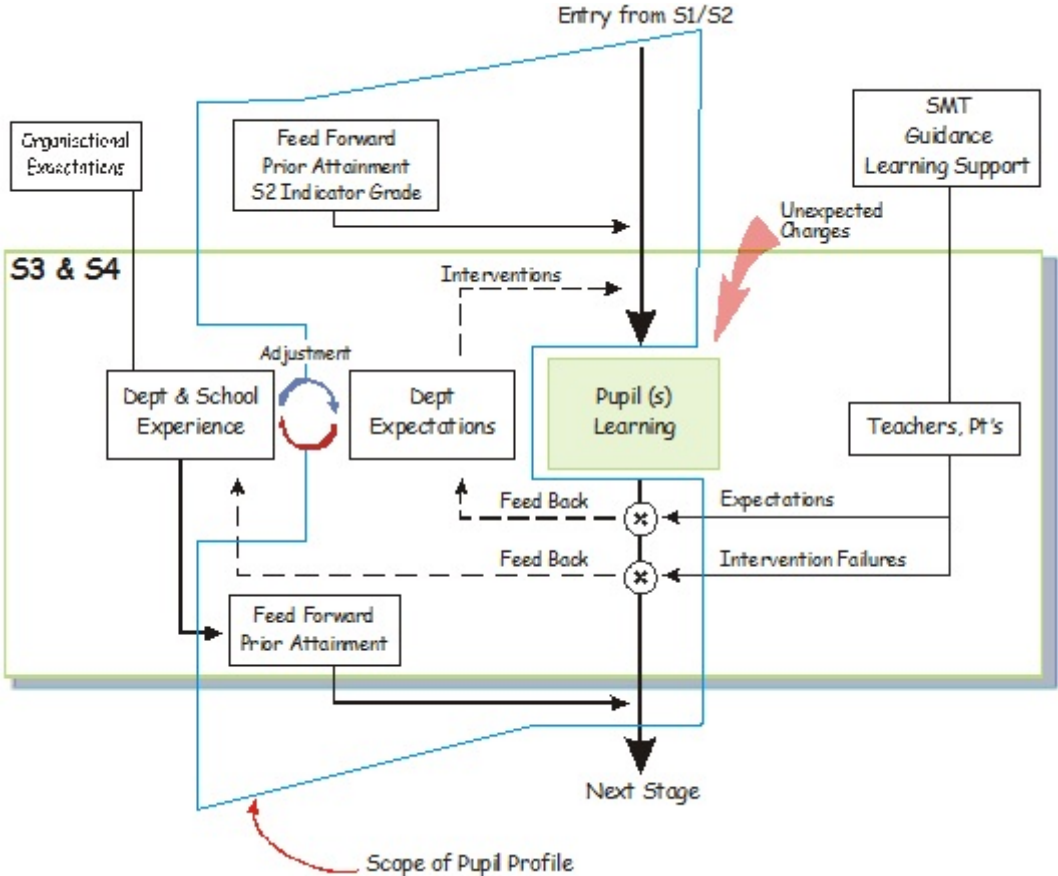 Entry from S1/S2
Organisational
Expectations
Feed Forward
Prior Attainment
S2 Indicator Grade
SMT
Guidance
Learning Support
Unexpected
Changes
S3 & S4
Interventions
Adjustment
Dept & School
Experience
Dept
Expectations
Pupil (s)
Learning
Teachers, Pt's
Feed Back
Expectations
Feed Back
Intervention Failures
Feed Forward
Prior Attainment
Next Stage
Scope of Pupil Profile